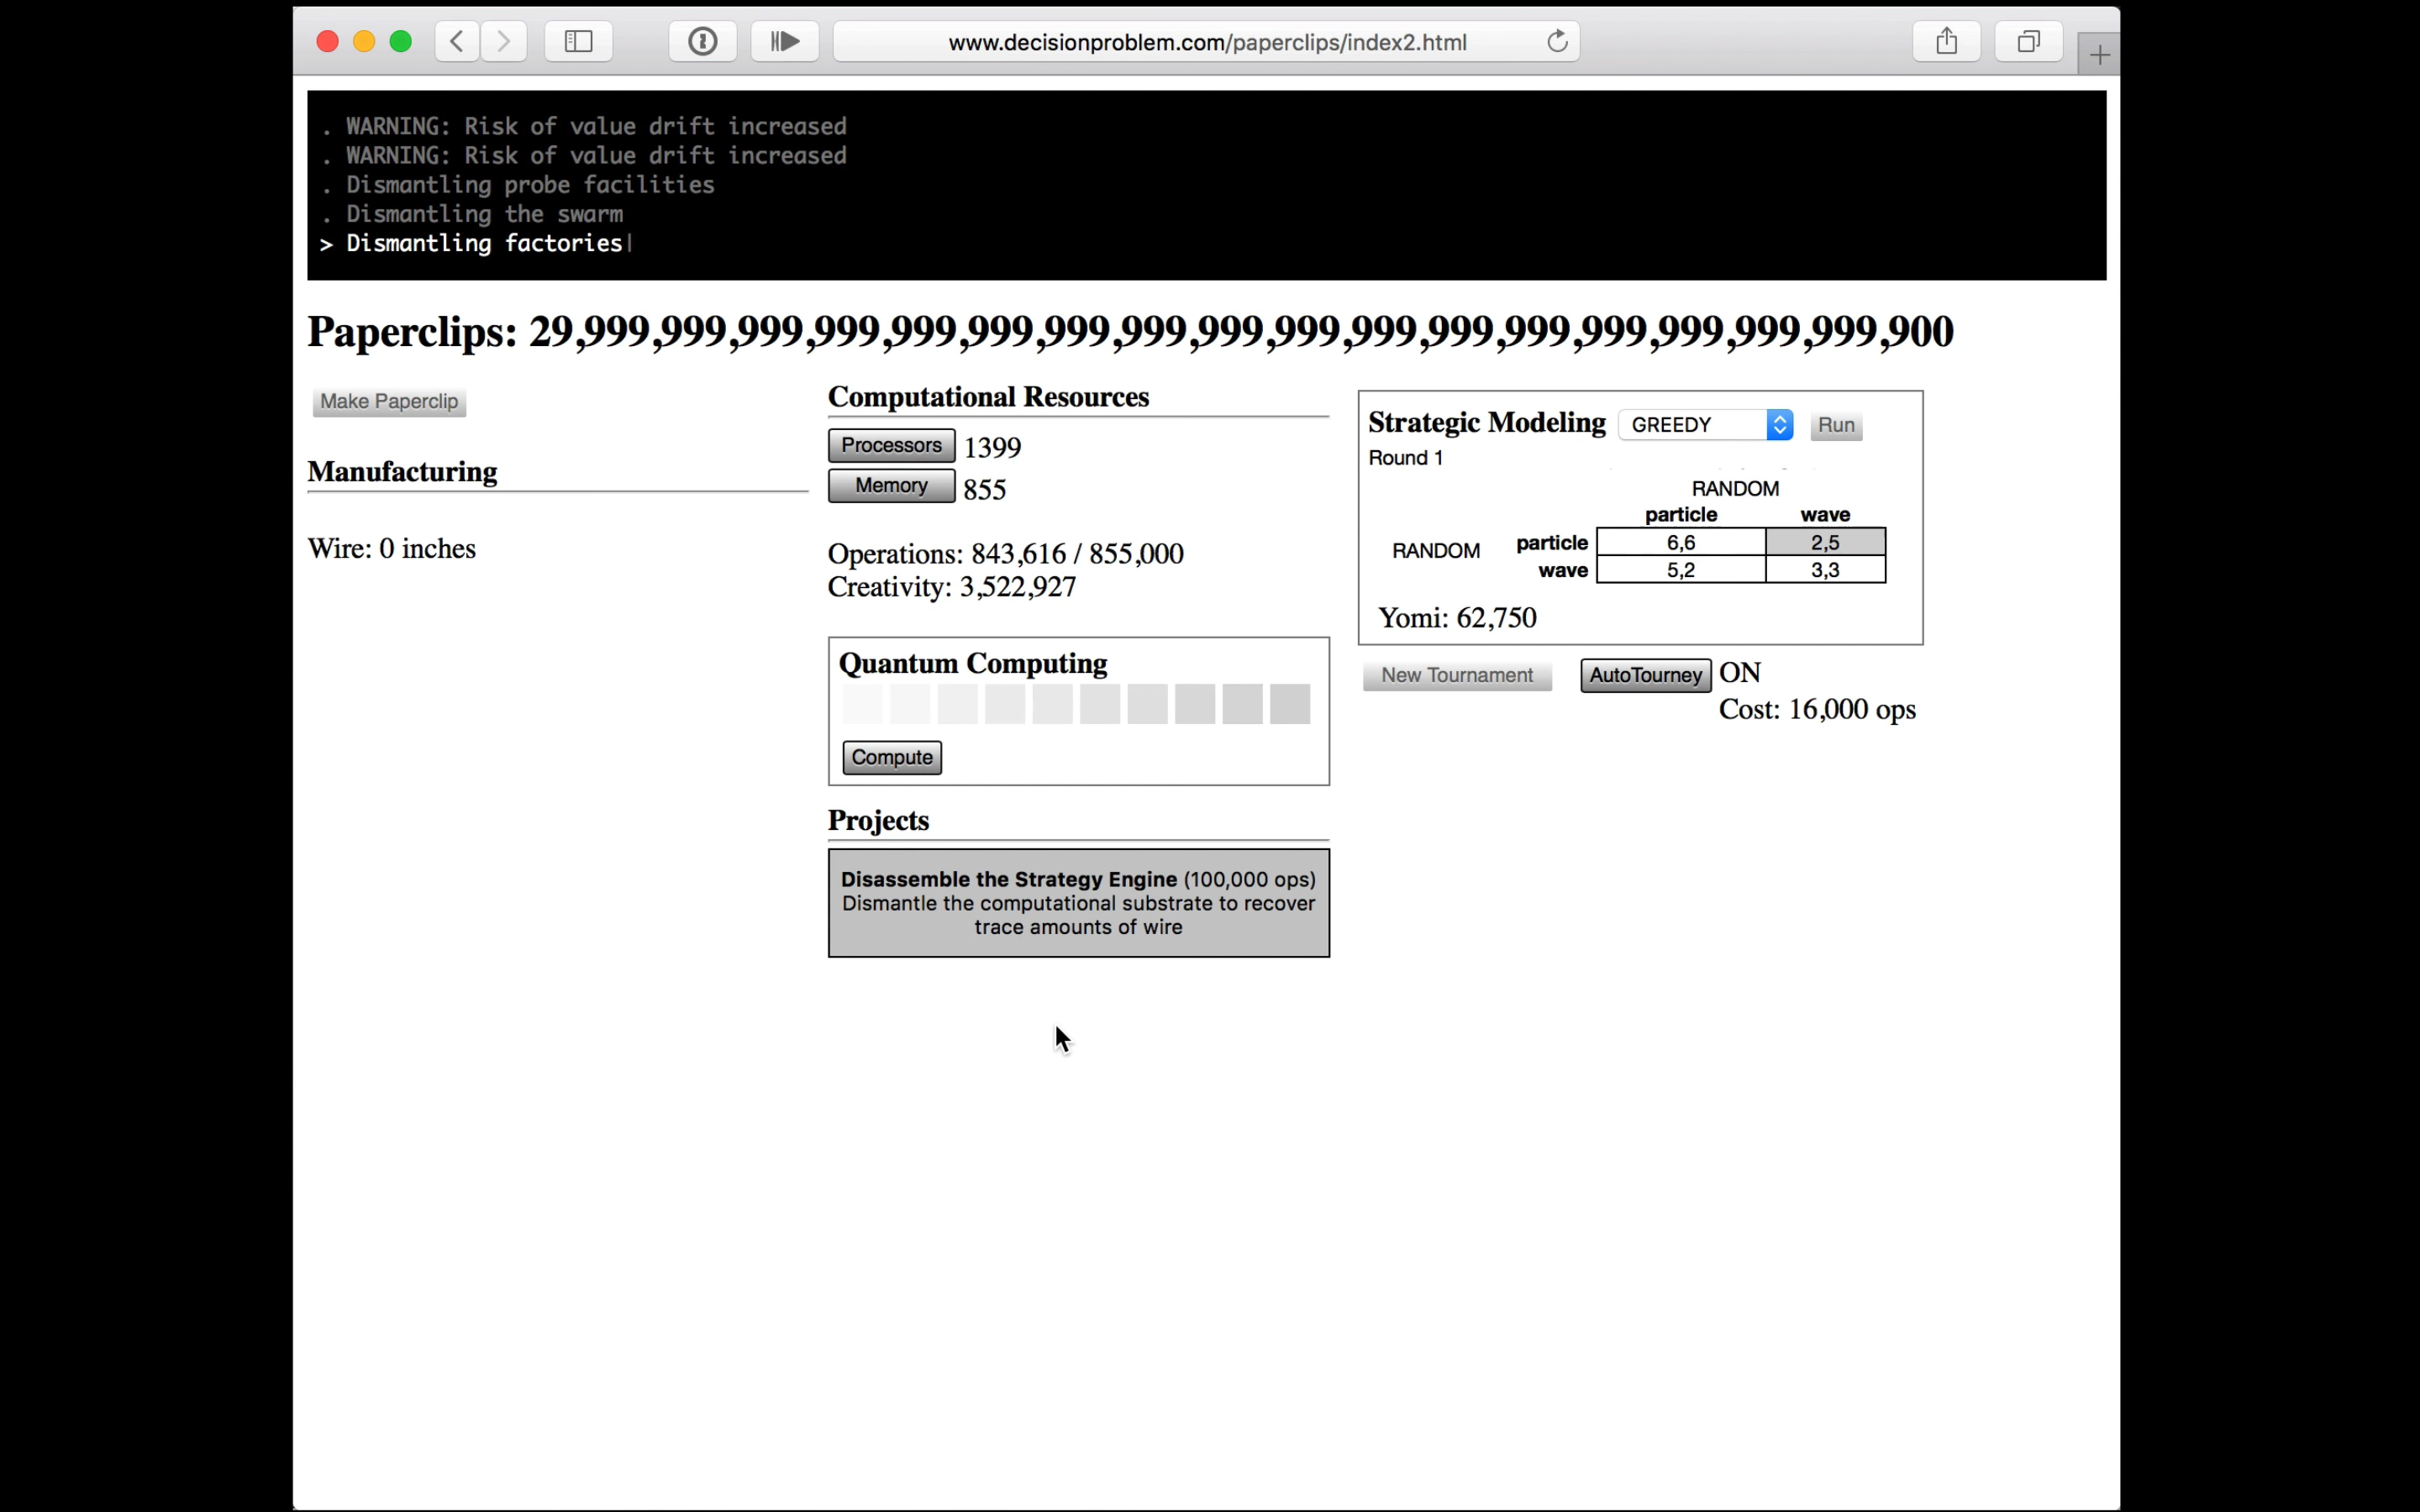 www.decisionproblem.com/paperclips/index2.html
. WARNING: Risk of value drift increased
. WARNING: Risk of value drift increased
. Dismantling probe facilities
. Dismantling the swarm
> Dismantling factories
Paperclips: 29,999,999,999,999,999,999,999,999,999,999,999,999,999,999,999,999,999,900
Make Paperclip
Manufacturing
Wire: 0 inches
Computational Resources
Processors 1399
Memory 855
Operations: 843,616 / 855,000
Creativity: 3,522,927
Quantum Computing
Compute
Projects
Disassemble the Strategy Engine (100,000 ops)
Dismantle the computational substrate to recover
trace amounts of wire
Strategic Modeling GREEDY Run
Round 1
RANDOM
particle wave
RANDOM particle 6,6 2,5
wave 5,2 3,3
Yomi: 62,750
New Tournament AutoTourney ON
Cost: 16,000 ops